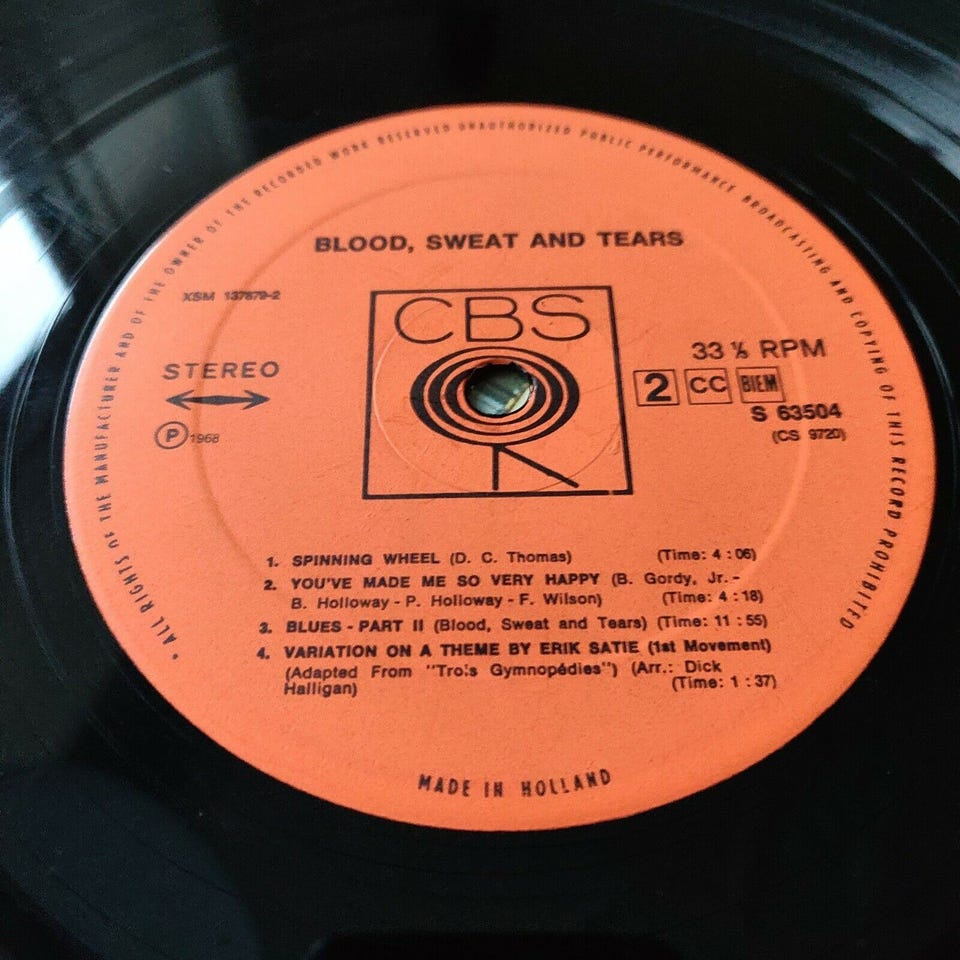 ALL RIGHTS OF THE MANUFACTURER AND OF THE OWNER OF THE RECORDED WORK RESERVED UNAUTHORIZED PUBLIC PERFORMANCE BROADCASTING AND COPYING OF THIS RECORD PROHIBITED
BLOOD, SWEAT AND TEARS
XSM 137879-2
CBS
STEREO
33 ⅓ RPM
2 CC BIEM
S 63504
(CS 9720)
Ⓟ 1968
1. SPINNING WHEEL (D. C. Thomas) (Time: 4 : 06)
2. YOU'VE MADE ME SO VERY HAPPY (B. Gordy, Jr. -
B. Holloway - P. Holloway - F. Wilson) (Time: 4 : 18)
3. BLUES - PART II (Blood, Sweat and Tears) (Time: 11 : 55)
4. VARIATION ON A THEME BY ERIK SATIE (1st Movement)
(Adapted From "Tro:s Gymnopédies") (Arr.: Dick
Halligan) (Time: 1 : 37)
MADE IN HOLLAND